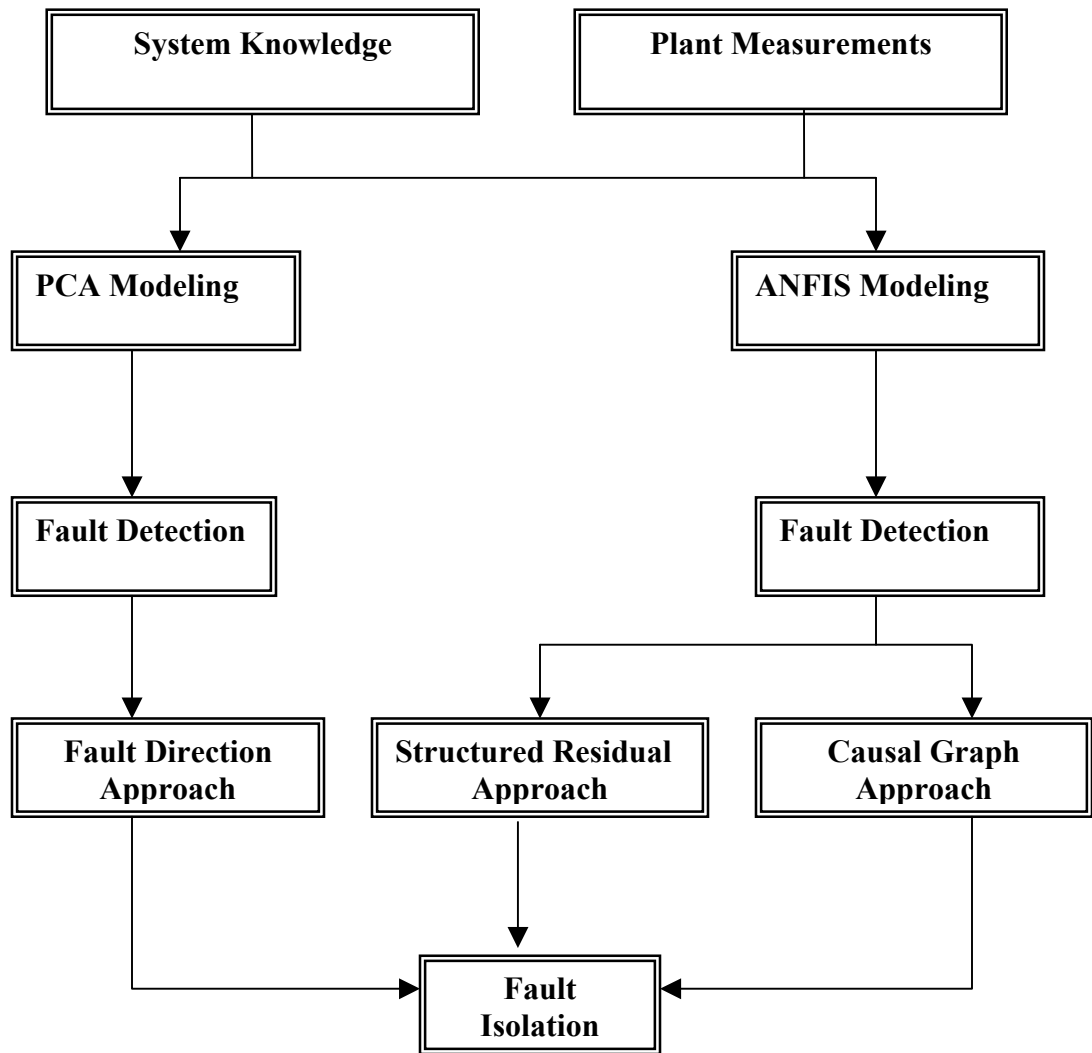 System Knowledge
Plant Measurements
PCA Modeling
ANFIS Modeling
Fault Detection
Fault Detection
Fault Direction
Approach
Structured Residual
Approach
Causal Graph
Approach
Fault
Isolation